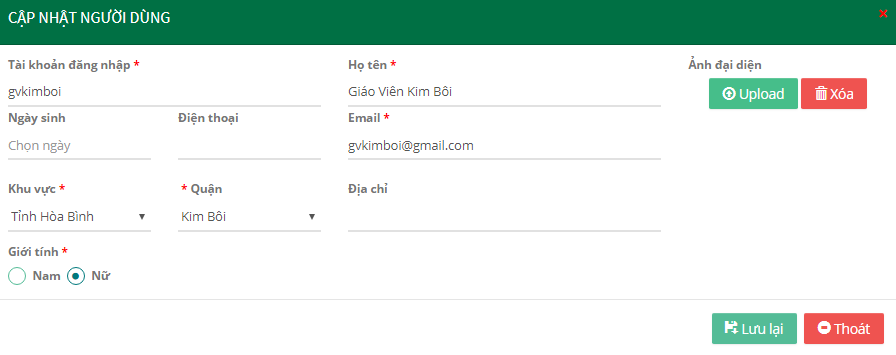 CẬP NHẬT NGƯỜI DÙNG
Tài khoản đăng nhập * Họ tên * Ảnh đại diện
gvkimboi Giáo Viên Kim Bôi Upload Xóa
Ngày sinh Điện thoại Email *
Chọn ngày gvkimboi@gmail.com
Khu vực * * Quận Địa chỉ
Tỉnh Hòa Bình Kim Bôi
Giới tính *
Nam Nữ
Lưu lại Thoát